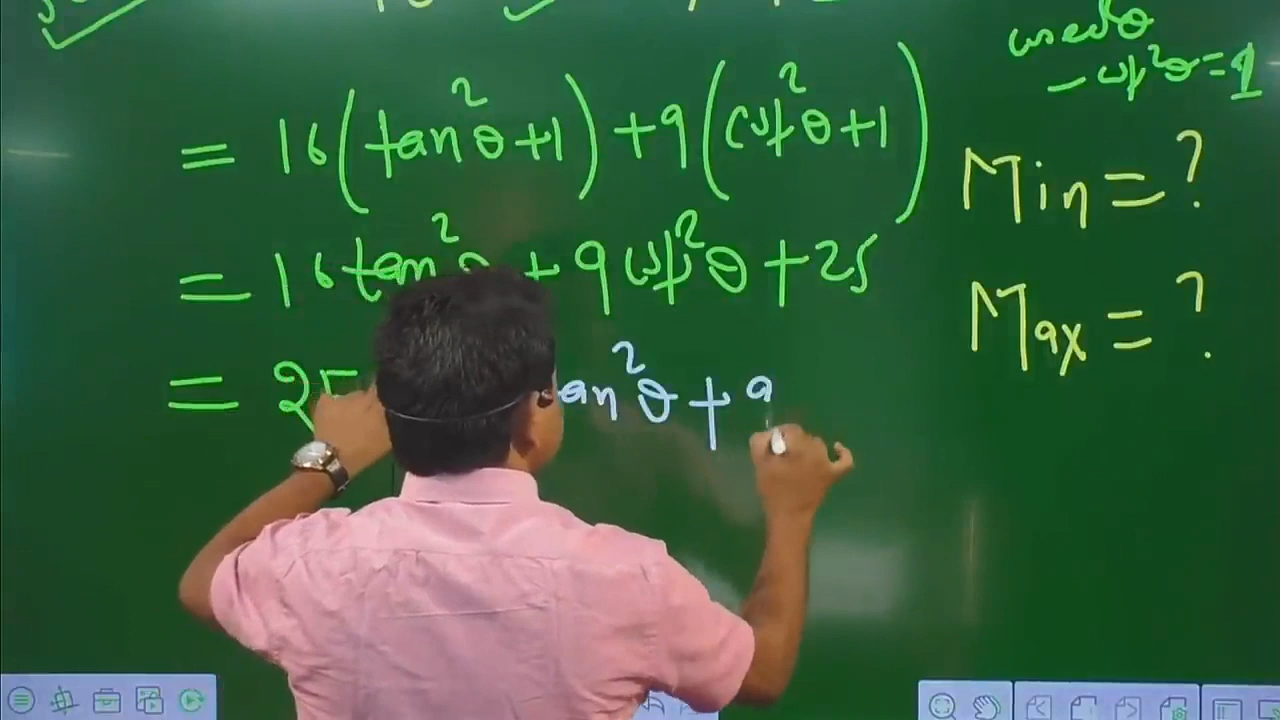 cosec²θ
- cot²θ = 1
= 16(tan²θ+1) + 9(cot²θ+1)
Min = ?
= 16 tan²θ + 9 cot²θ + 25
Max = ?
= 25 an²θ + 9